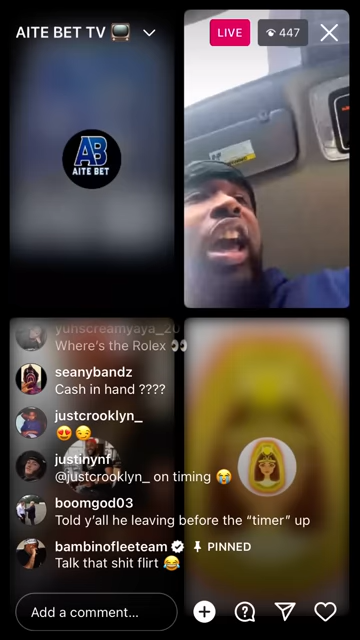 AITE BET TV 📺
LIVE
447
AB
AITE BET
yunscreamyaya_20
Where's the Rolex 👀
seanybandz
Cash in hand ????
justcrooklyn_
😍😏
justinynf
@justcrooklyn_ on timing 😭
boomgod03
Told y'all he leaving before the “timer” up
bambinofleeteam PINNED
Talk that shit flirt 😂
Add a comment...